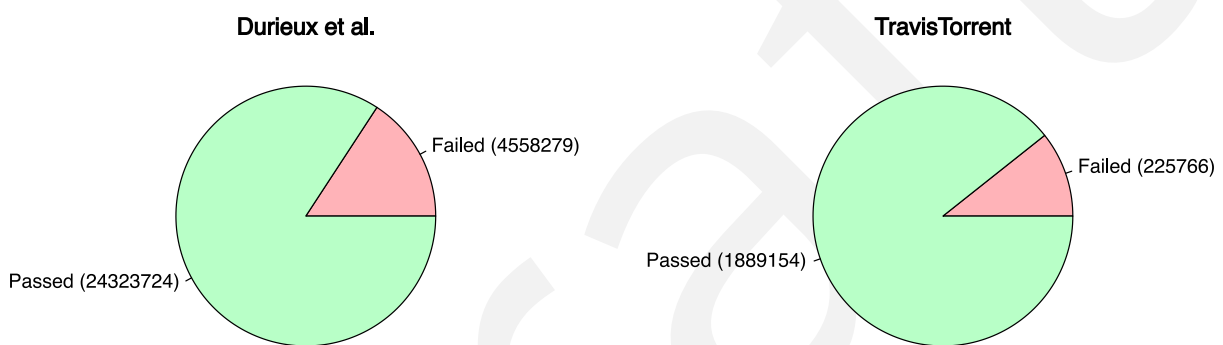 Durieux et al.
Failed (4558279)
Passed (24323724)
TravisTorrent
Failed (225766)
Passed (1889154)